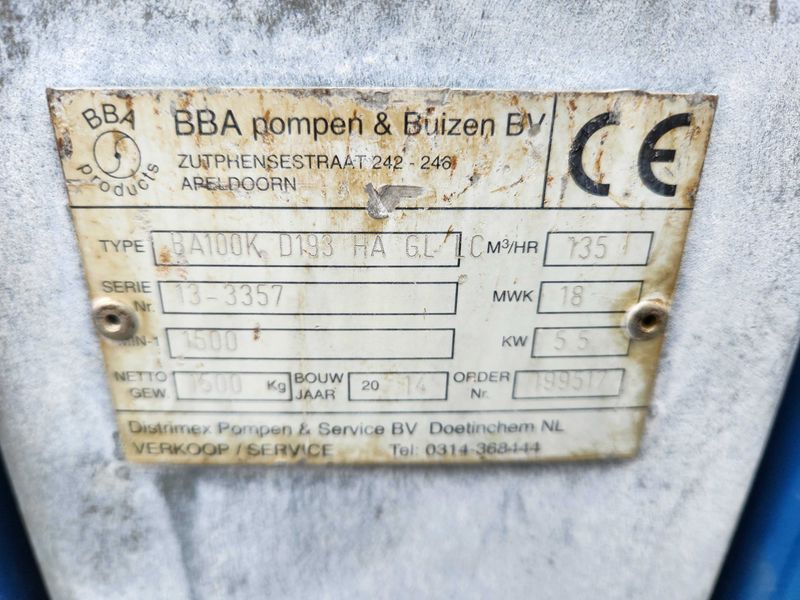 BBA products
BBA pompen & Buizen BV
ZUTPHENSESTRAAT 242 - 246
APELDOORN
CE
TYPE BA100K D193 HA GL LC M³/HR 135
SERIE Nr. 13-3357 MWK 18
MIN-1 1500 KW 5.5
NETTO GEW. 1500 Kg BOUW JAAR 20 14 ORDER Nr. 199517
Distrimex Pompen & Service BV Doetinchem NL
VERKOOP / SERVICE Tel: 0314-368444